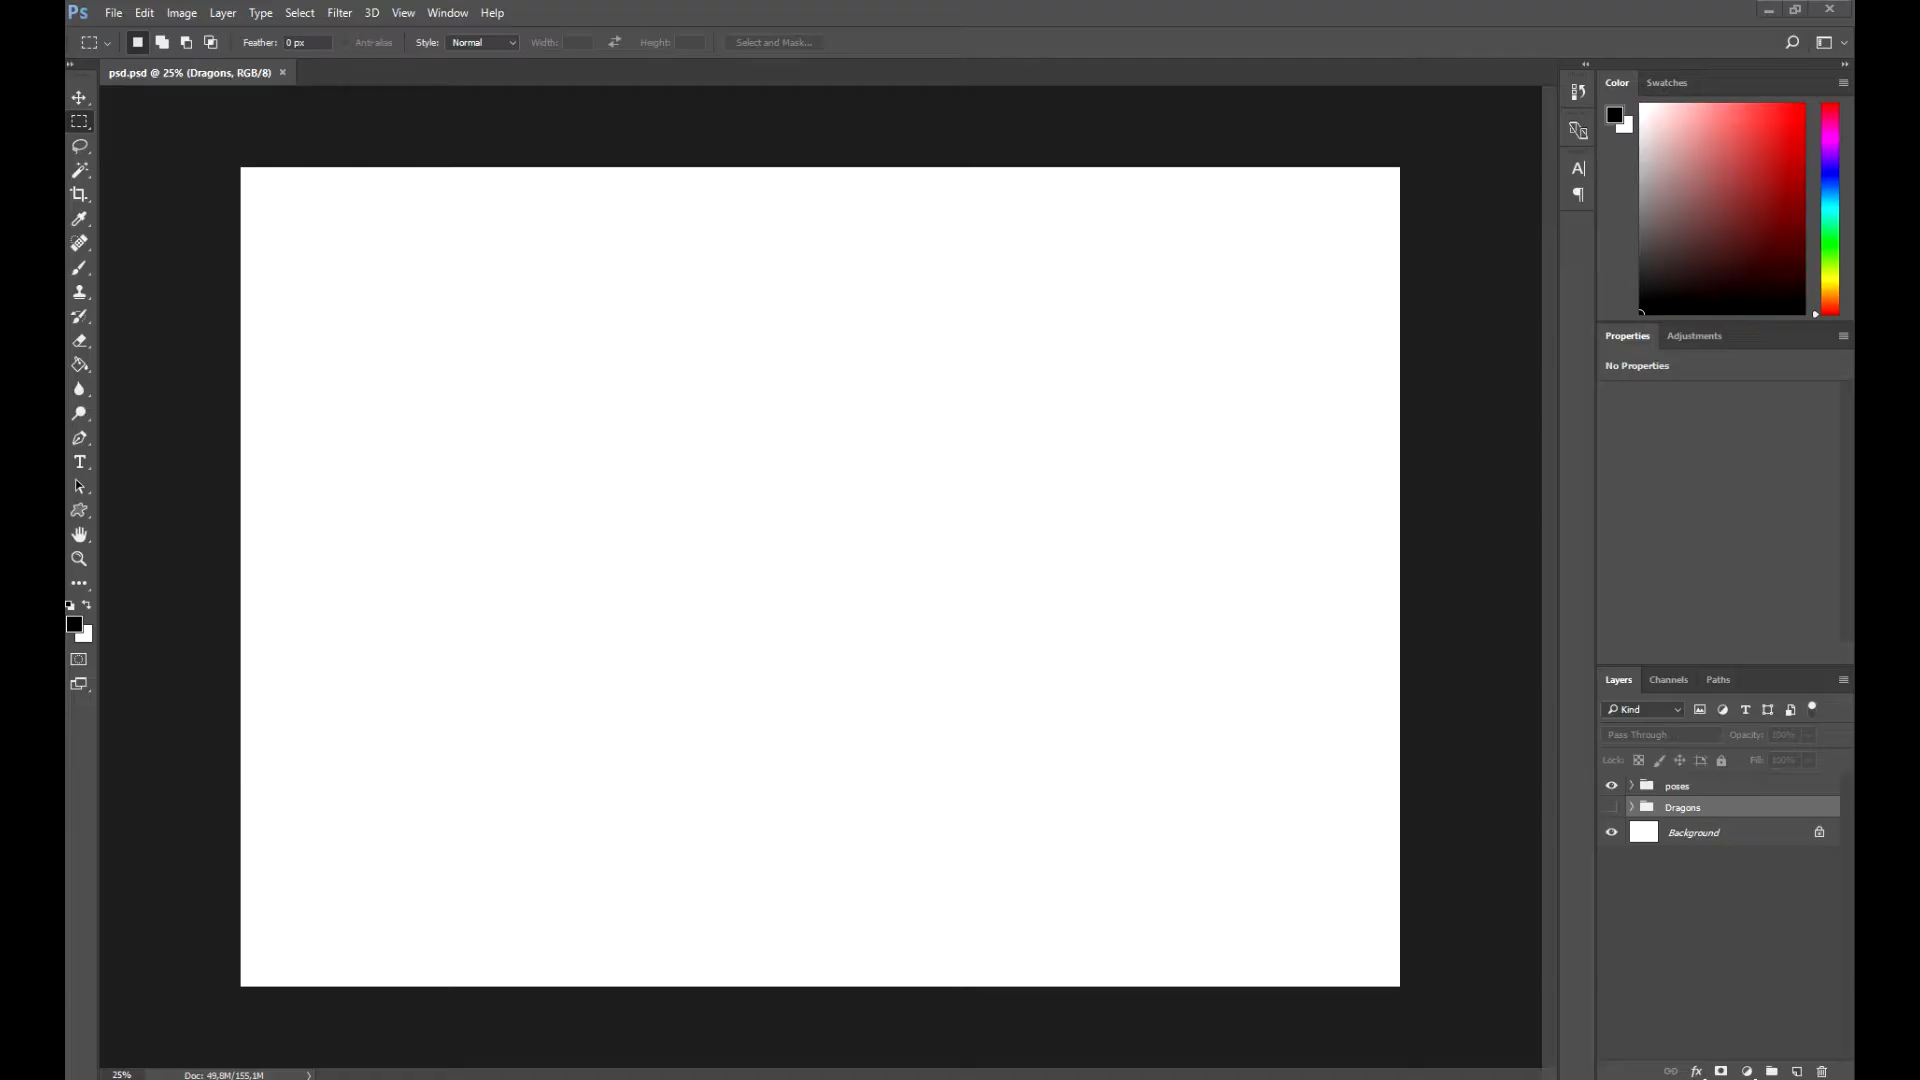 Ps File Edit Image Layer Type Select Filter 3D View Window Help
Feather: 0 px Anti-alias Style: Normal Width: Height: Select and Mask...
psd.psd @ 25% (Dragons, RGB/8) ×
Color Swatches
Properties Adjustments
No Properties
Layers Channels Paths
Kind
Pass Through Opacity: 100%
Lock: Fill: 100%
poses
Dragons
Background
25% Doc: 49,8M/155,1M